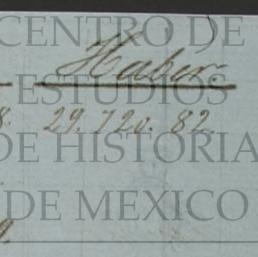 CENTRO DE
Haber.
ESTUDIOS
8. 29.720.82.
DE HISTORIA
DE MEXICO